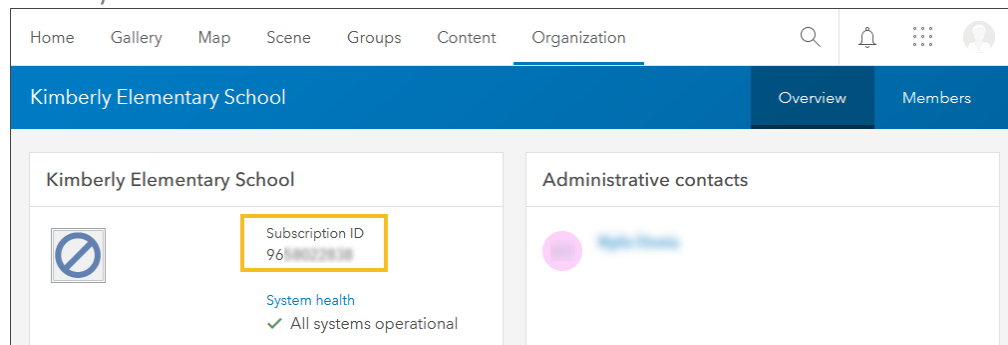 Home Gallery Map Scene Groups Content Organization
Kimberly Elementary School Overview Members
Kimberly Elementary School
Subscription ID
96
System health
All systems operational
Administrative contacts